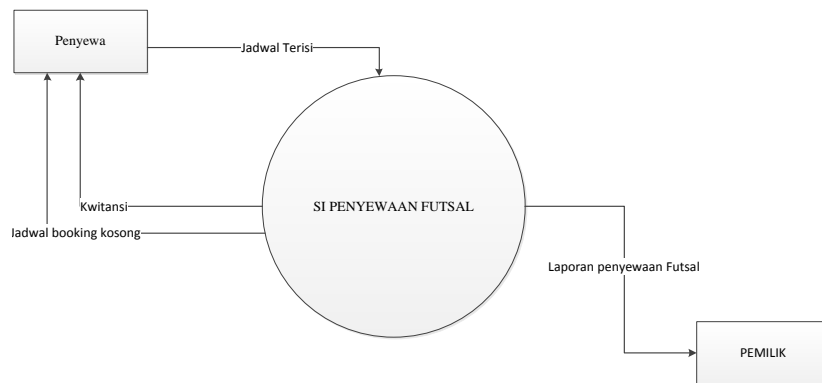 Penyewa
Jadwal Terisi
SI PENYEWAAN FUTSAL
Kwitansi
Jadwal booking kosong
Laporan penyewaan Futsal
PEMILIK